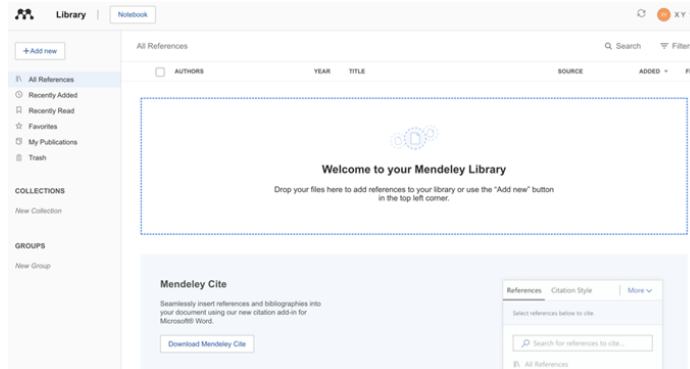 Library
Notebook
XY
X Y
+Add new
All References
Recently Added
Recently Read
Favorites
My Publications
Trash
COLLECTIONS
New Collection
GROUPS
New Group
All References
Search
Filter
AUTHORS YEAR TITLE SOURCE ADDED
Welcome to your Mendeley Library
Drop your files here to add references to your library or use the “Add new” button
in the top left corner.
Mendeley Cite
Seamlessly insert references and bibliographies into
your document using our new citation add-in for
Microsoft® Word.
Download Mendeley Cite
References Citation Style More
Select references below to cite.
Search for references to cite...
All References